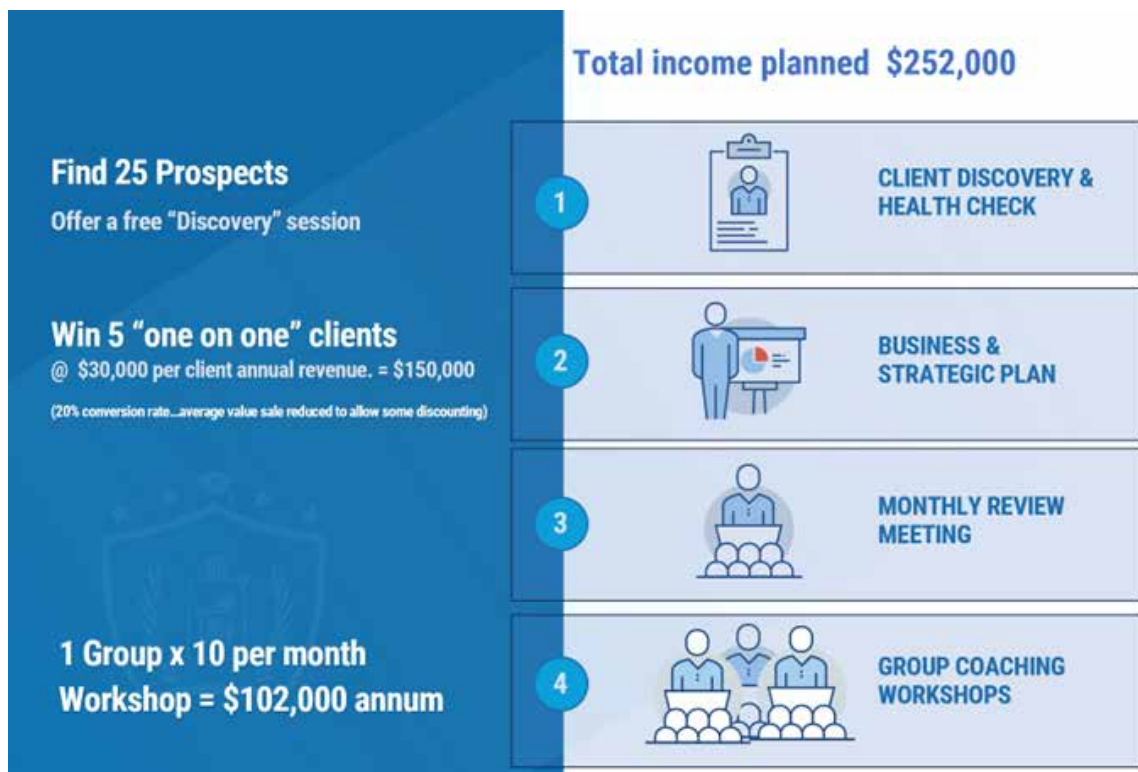 Total income planned $252,000
Find 25 Prospects
Offer a free “Discovery” session
1
CLIENT DISCOVERY &
HEALTH CHECK
Win 5 “one on one” clients
@ $30,000 per client annual revenue. = $150,000
(20% conversion rate...average value sale reduced to allow some discounting)
2
BUSINESS &
STRATEGIC PLAN
3
MONTHLY REVIEW
MEETING
1 Group x 10 per month
Workshop = $102,000 annum
4
GROUP COACHING
WORKSHOPS